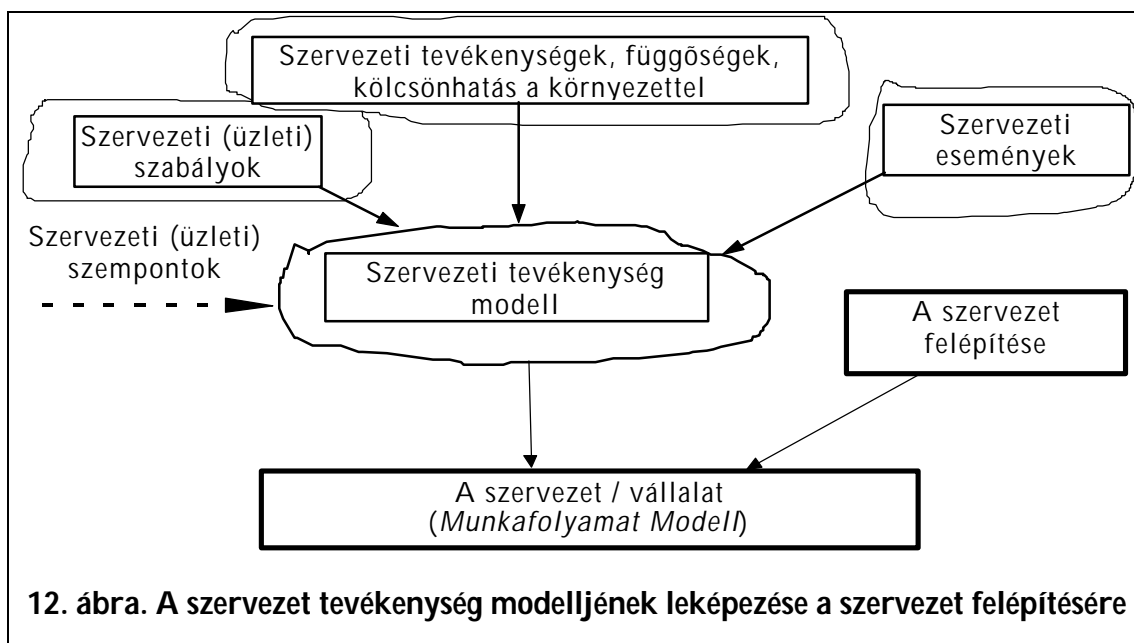 Szervezeti tevékenységek, függõségek,
kölcsönhatás a környezettel
Szervezeti (üzleti)
szabályok
Szervezeti
események
Szervezeti (üzleti)
szempontok
Szervezeti tevékenység
modell
A szervezet
felépítése
A szervezet / vállalat
(Munkafolyamat Modell)
12. ábra. A szervezet tevékenység modelljének leképezése a szervezet felépítésére